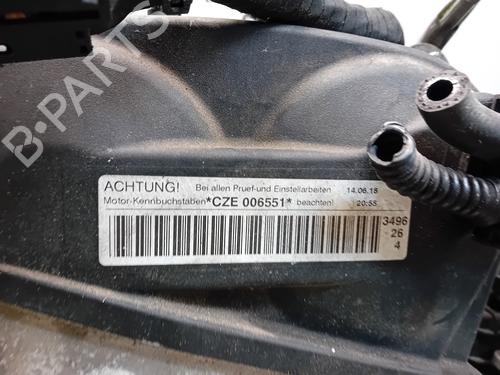 B-PARTS
ACHTUNG! Bei allen Pruef-und Einstellarbeiten 14.06.18
Motor-Kennbuchstaben *CZE 006551* beachten! 20:55
3496
26
4